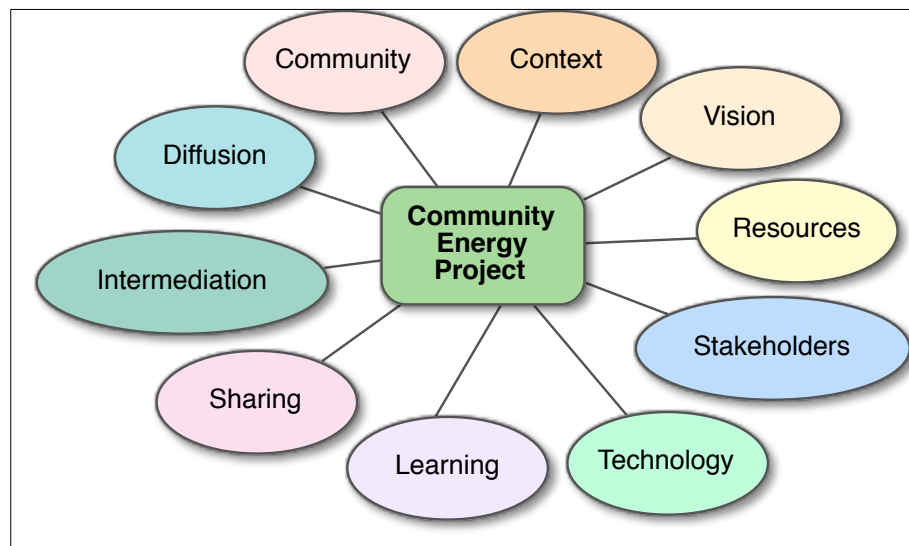 Community
Context
Vision
Diffusion
Community
Energy
Project
Resources
Intermediation
Stakeholders
Sharing
Learning
Technology